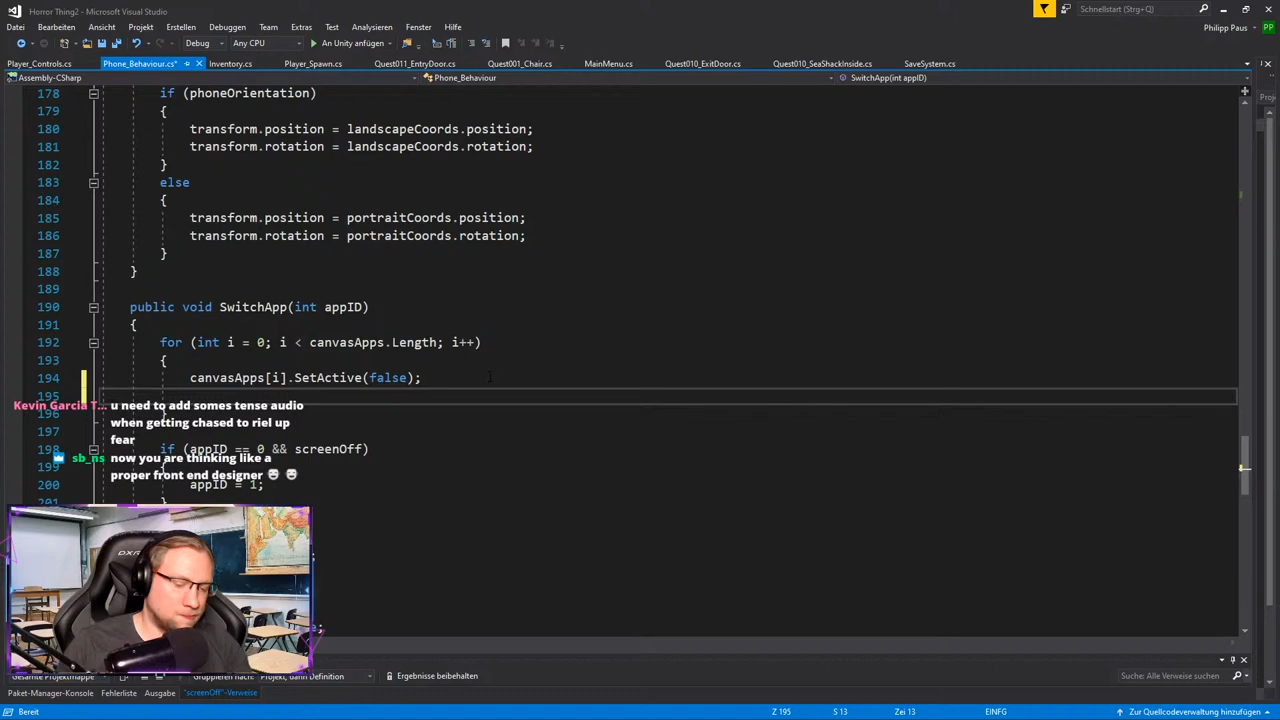 Horror Thing2 - Microsoft Visual Studio
Schnellstart (Strg+Q)
Datei Bearbeiten Ansicht Projekt Erstellen Debuggen Team Extras Test Analysieren Fenster Hilfe
Philipp Paus PP
Debug Any CPU An Unity anfügen
Player_Controls.cs Phone_Behaviour.cs* Inventory.cs Player_Spawn.cs Quest011_EntryDoor.cs Quest001_Chair.cs MainMenu.cs Quest010_ExitDoor.cs Quest010_SeaShackInside.cs SaveSystem.cs
Assembly-CSharp Phone_Behaviour SwitchApp(int appID)
178 if (phoneOrientation)
179 {
180 transform.position = landscapeCoords.position;
181 transform.rotation = landscapeCoords.rotation;
182 }
183 else
184 {
185 transform.position = portraitCoords.position;
186 transform.rotation = portraitCoords.rotation;
187 }
188 }
189
190 public void SwitchApp(int appID)
191 {
192 for (int i = 0; i < canvasApps.Length; i++)
193 {
194 canvasApps[i].SetActive(false);
195
Kevin Garcia T... u need to add somes tense audio
196
when getting chased to riel up
197
fear
198 if (appID == 0 && screenOff)
sb_ns now you are thinking like a
199
proper front end designer
200 appID = 1;
201 }
DXR
Gesamte Projektmappe Gruppieren nach: Projekt, dann Definition Ergebnisse beibehalten Suche: Alle Verweise
Paket-Manager-Konsole Fehlerliste Ausgabe "screenOff"-Verweise
Bereit Z 195 S 13 Zei 13 EINFG Zur Quellcodeverwaltung hinzufügen